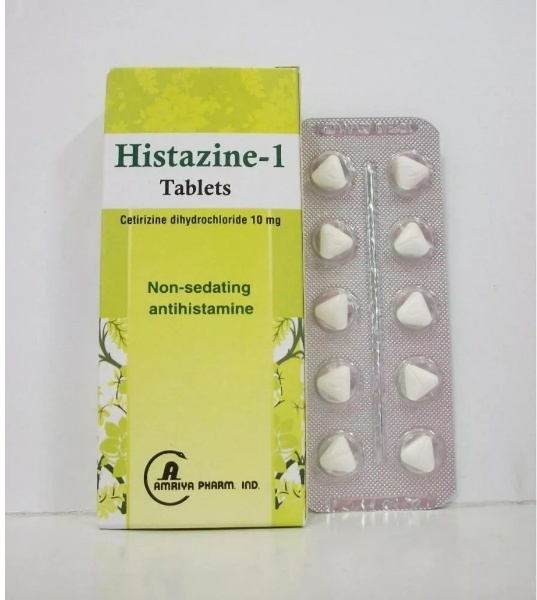 Histazine-1
Tablets
Cetirizine dihydrochloride 10 mg
Non-sedating
antihistamine
A
AMRIYA PHARM. IND.